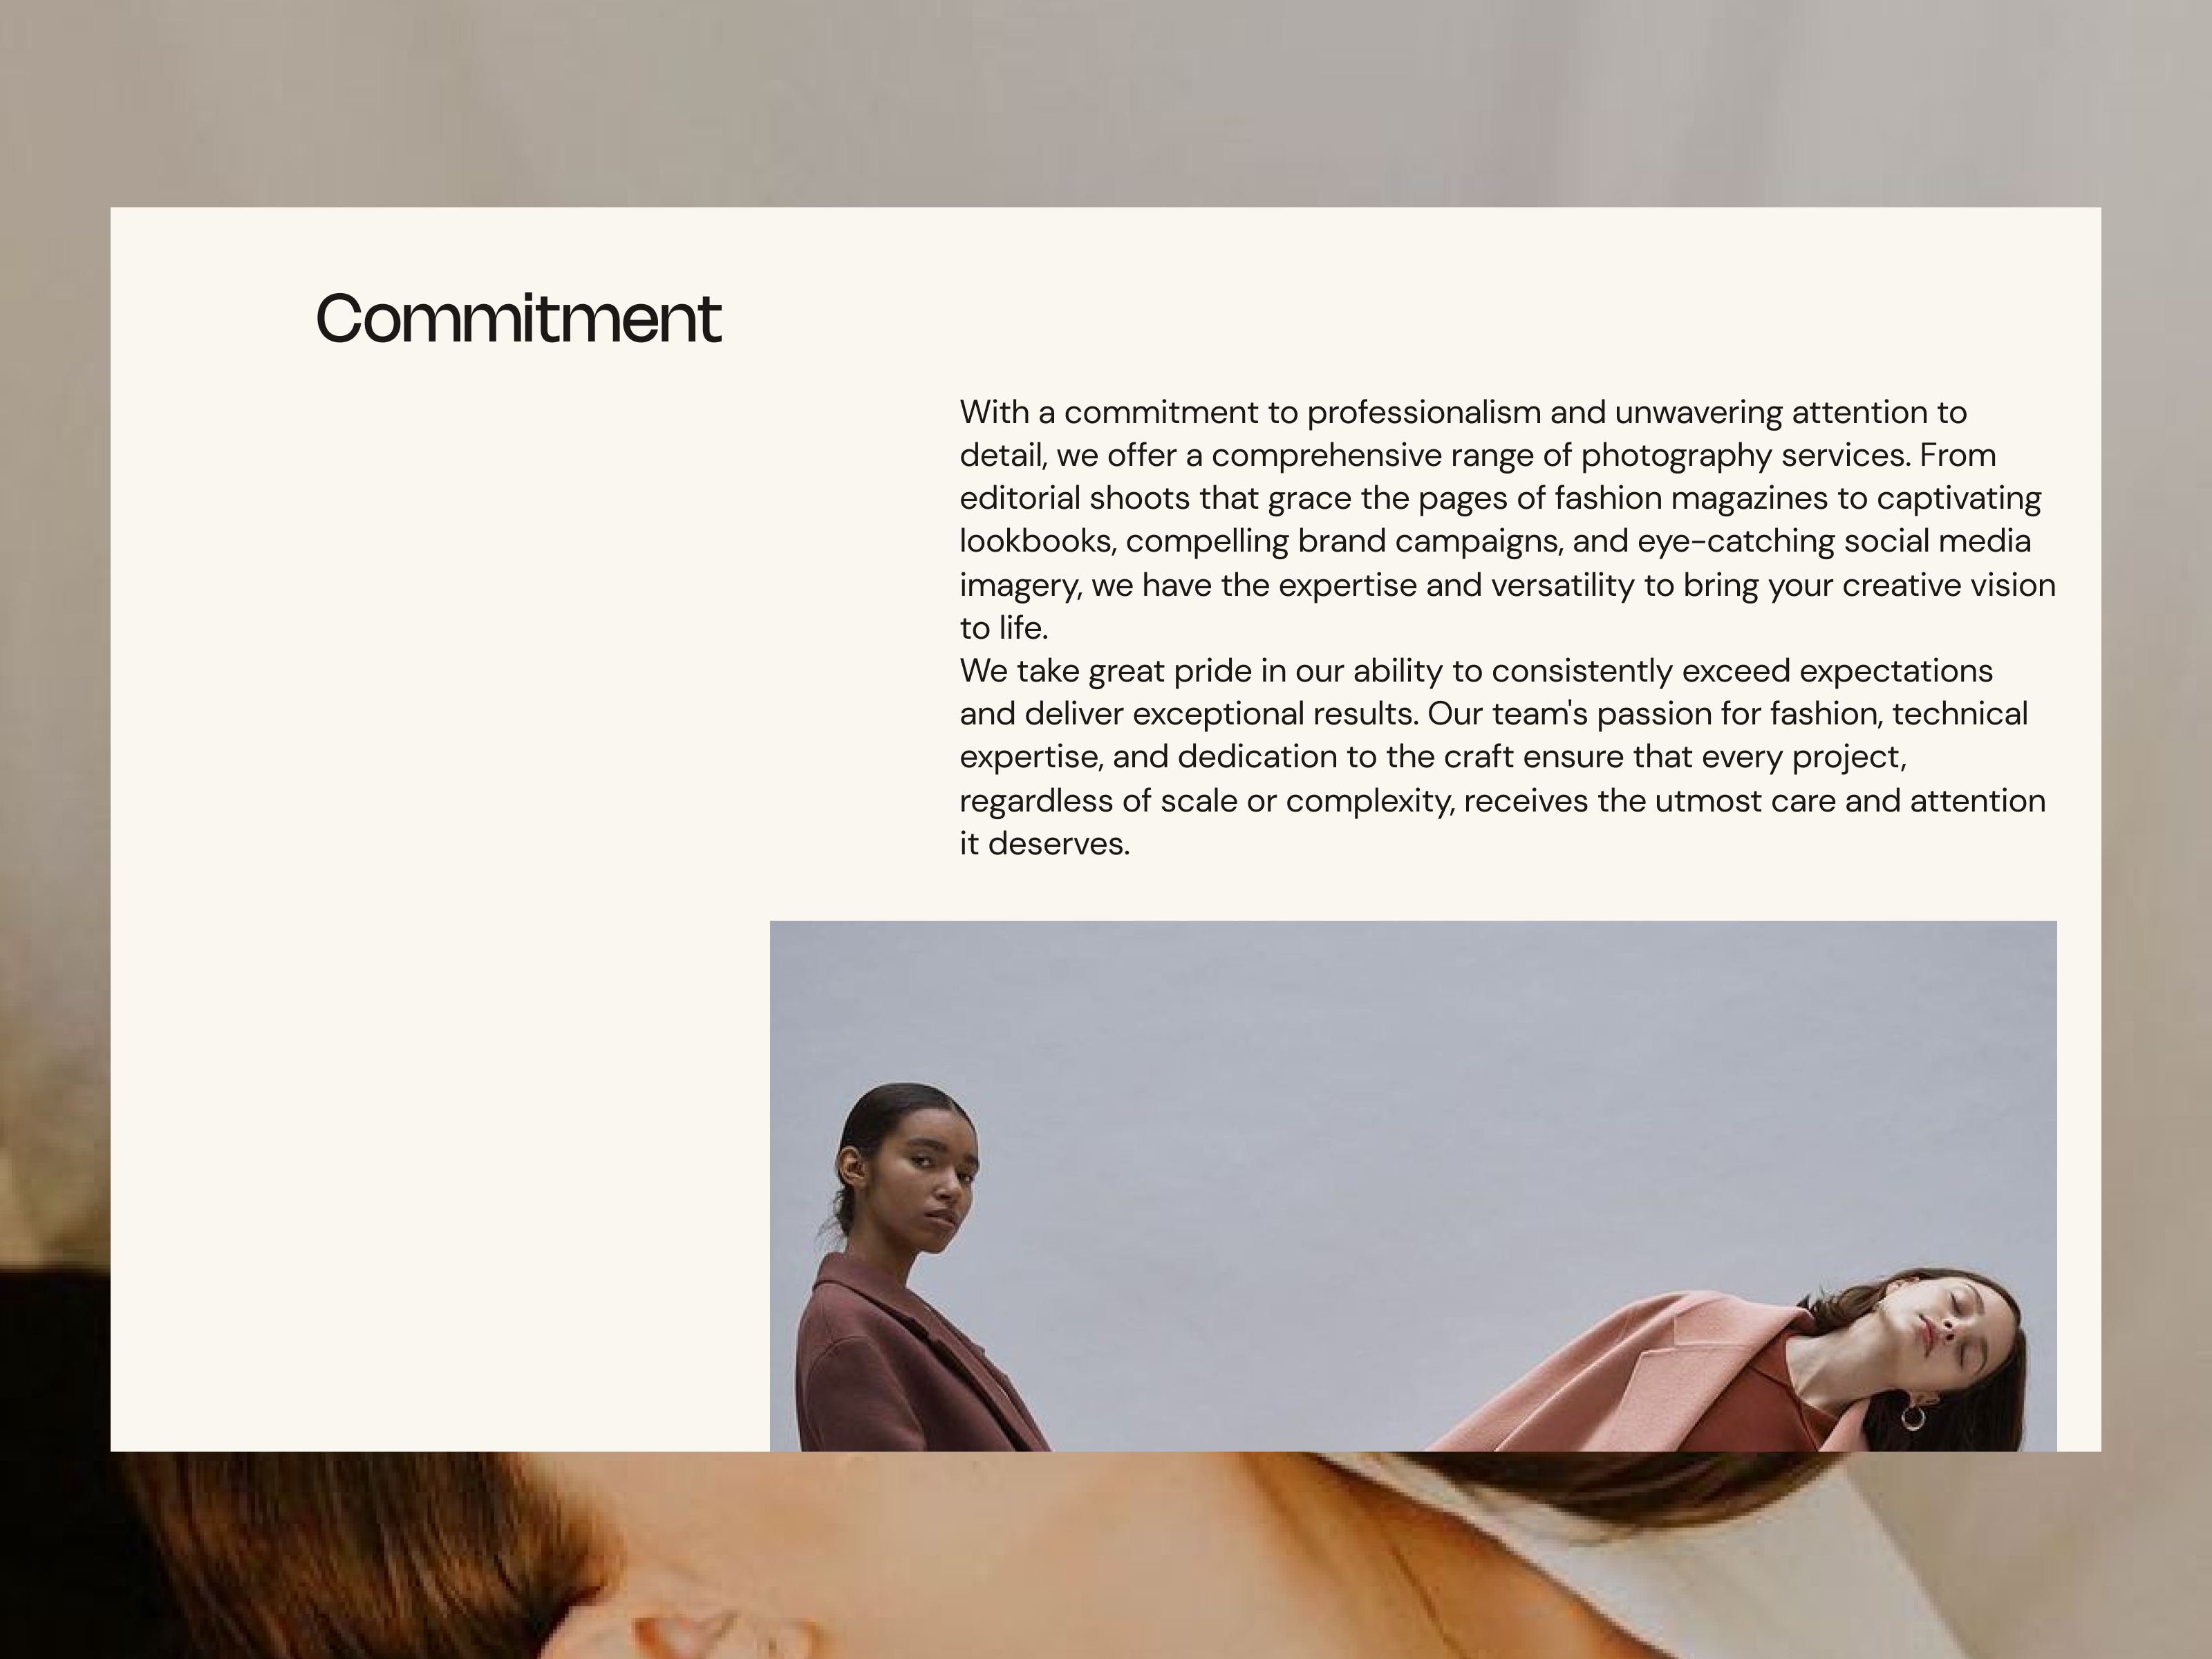 Commitment
With a commitment to professionalism and unwavering attention to
detail, we offer a comprehensive range of photography services. From
editorial shoots that grace the pages of fashion magazines to captivating
lookbooks, compelling brand campaigns, and eye-catching social media
imagery, we have the expertise and versatility to bring your creative vision
to life.
We take great pride in our ability to consistently exceed expectations
and deliver exceptional results. Our team's passion for fashion, technical
expertise, and dedication to the craft ensure that every project,
regardless of scale or complexity, receives the utmost care and attention
it deserves.